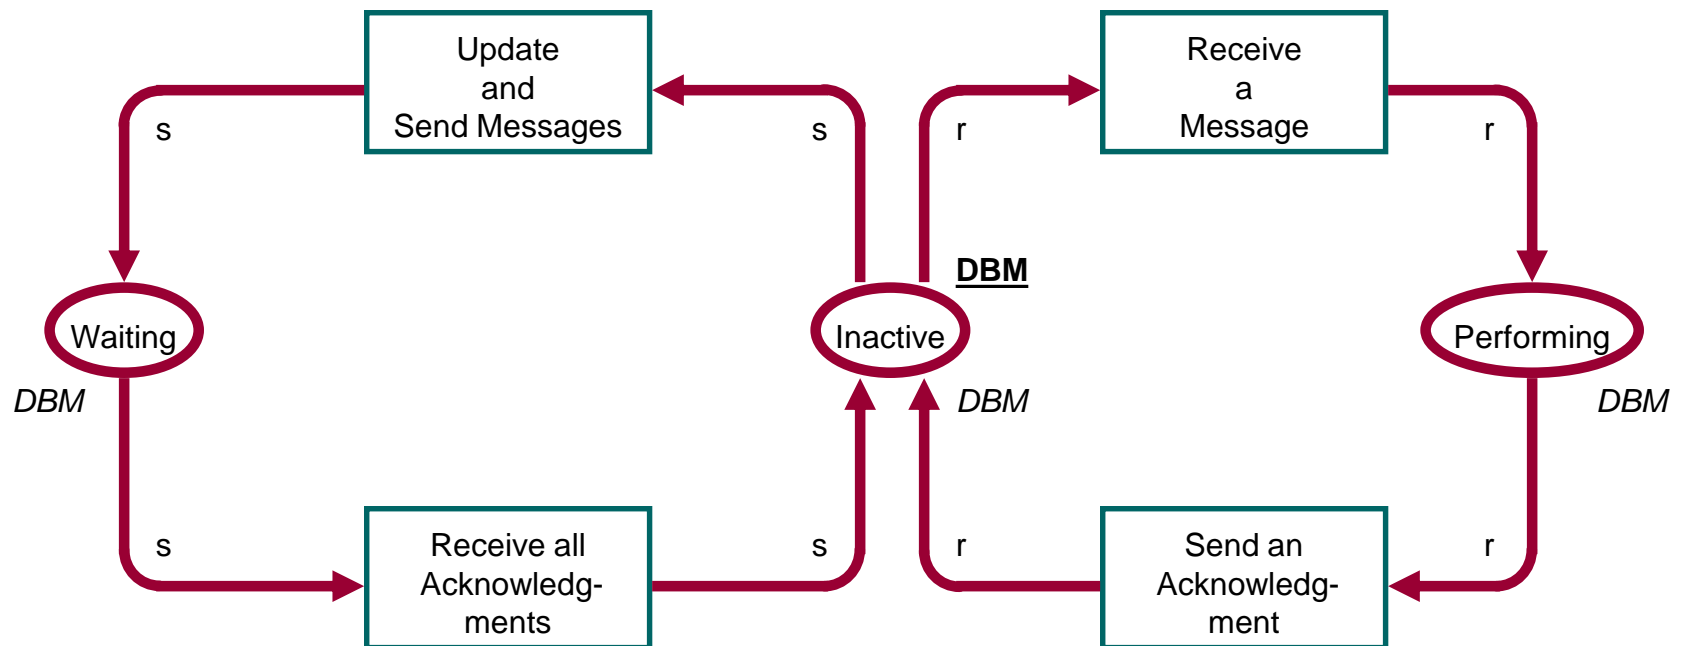 Update
and
Send Messages
Receive
a
Message
s
s
r
r
DBM
Waiting
Inactive
Performing
DBM
DBM
DBM
s
s
r
r
Receive all
Acknowledg-
ments
Send an
Acknowledg-
ment